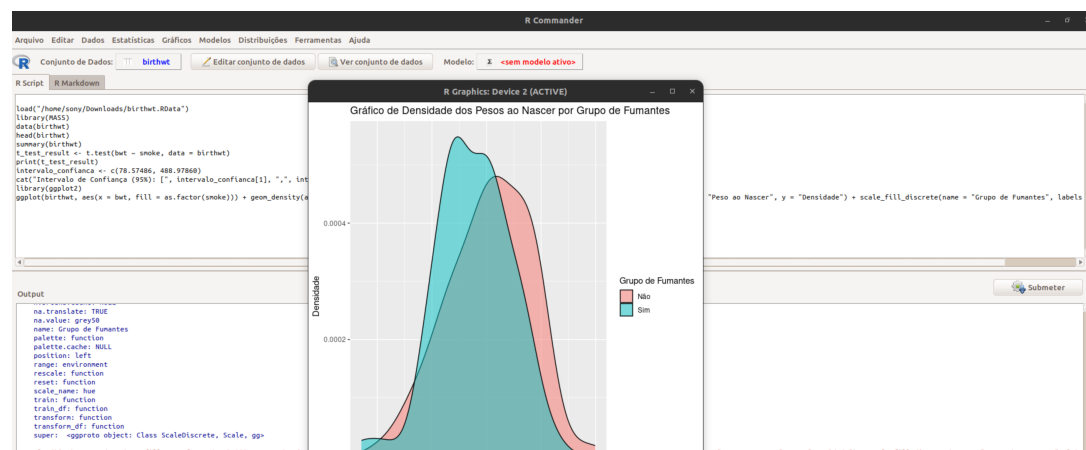 R Commander
Arquivo Editar Dados Estatísticas Gráficos Modelos Distribuições Ferramentas Ajuda
Conjunto de Dados: birthwt Editar conjunto de dados Ver conjunto de dados Modelo: Σ <sem modelo ativo>
R Script R Markdown
load("/home/sony/Downloads/birthwt.RData")
library(MASS)
data(birthwt)
head(birthwt)
summary(birthwt)
t_test_result <- t.test(bwt ~ smoke, data = birthwt)
print(t_test_result)
intervalo_confianca <- c(78.57486, 488.97860)
cat("Intervalo de Confiança (95%): [", intervalo_confianca[1], ",", int
library(ggplot2)
ggplot(birthwt, aes(x = bwt, fill = as.factor(smoke))) + geom_density(a
"Peso ao Nascer", y = "Densidade") + scale_fill_discrete(name = "Grupo de Fumantes", labels
R Graphics: Device 2 (ACTIVE)
Gráfico de Densidade dos Pesos ao Nascer por Grupo de Fumantes
0.0004
0.0002
Densidade
Grupo de Fumantes
Não
Sim
Output
Submeter
na.translate: TRUE
na.value: grey50
name: Grupo de Fumantes
palette: function
palette.cache: NULL
position: left
range: environment
rescale: function
reset: function
scale_name: hue
train: function
train_df: function
transform: function
transform_df: function
super: <ggproto object: Class ScaleDiscrete, Scale, gg>